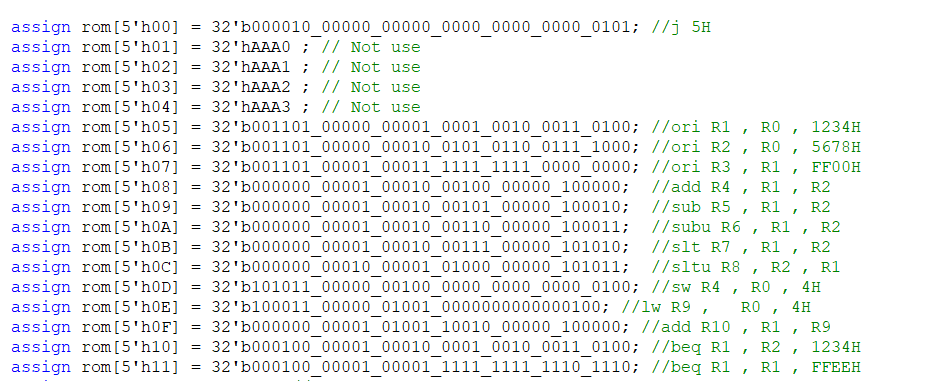 assign rom[5'h00] = 32'b000010_00000_00000_0000_0000_0000_0101; //j 5H
assign rom[5'h01] = 32'hAAA0 ; // Not use
assign rom[5'h02] = 32'hAAA1 ; // Not use
assign rom[5'h03] = 32'hAAA2 ; // Not use
assign rom[5'h04] = 32'hAAA3 ; // Not use
assign rom[5'h05] = 32'b001101_00000_00001_0001_0010_0011_0100; //ori R1 , R0 , 1234H
assign rom[5'h06] = 32'b001101_00000_00010_0101_0110_0111_1000; //ori R2 , R0 , 5678H
assign rom[5'h07] = 32'b001101_00001_00011_1111_1111_0000_0000; //ori R3 , R1 , FF00H
assign rom[5'h08] = 32'b000000_00001_00010_00100_00000_100000;  //add R4 , R1 , R2
assign rom[5'h09] = 32'b000000_00001_00010_00101_00000_100010;  //sub R5 , R1 , R2
assign rom[5'h0A] = 32'b000000_00001_00010_00110_00000_100011;  //subu R6 , R1 , R2
assign rom[5'h0B] = 32'b000000_00001_00010_00111_00000_101010;  //slt R7 , R1 , R2
assign rom[5'h0C] = 32'b000000_00010_00001_01000_00000_101011;  //sltu R8 , R2 , R1
assign rom[5'h0D] = 32'b101011_00000_00100_0000_0000_0000_0100; //sw R4 , R0 , 4H
assign rom[5'h0E] = 32'b100011_00000_01001_0000000000000100; //lw R9 ,   R0 , 4H
assign rom[5'h0F] = 32'b000000_00001_01001_10010_00000_100000; //add R10 , R1 , R9
assign rom[5'h10] = 32'b000100_00001_00010_0001_0010_0011_0100; //beq R1 , R2 , 1234H
assign rom[5'h11] = 32'b000100_00001_00001_1111_1111_1110_1110; //beq R1 , R1 , FFEEH